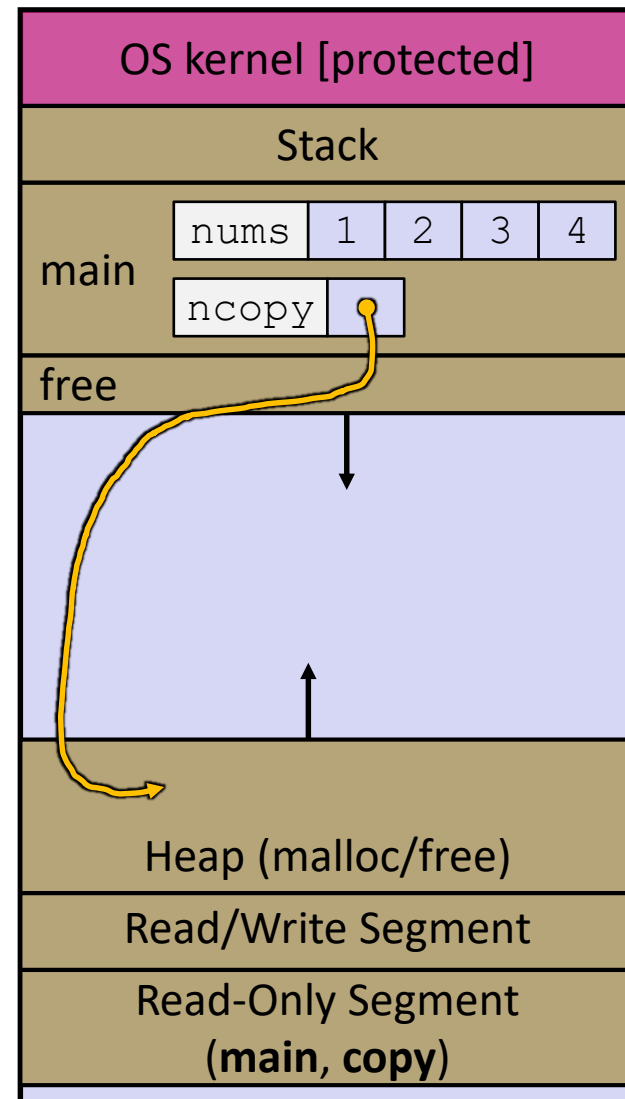 OS kernel [protected]
Stack
nums 1 2 3 4
main
ncopy
free
Heap (malloc/free)
Read/Write Segment
Read-Only Segment
(main, copy)